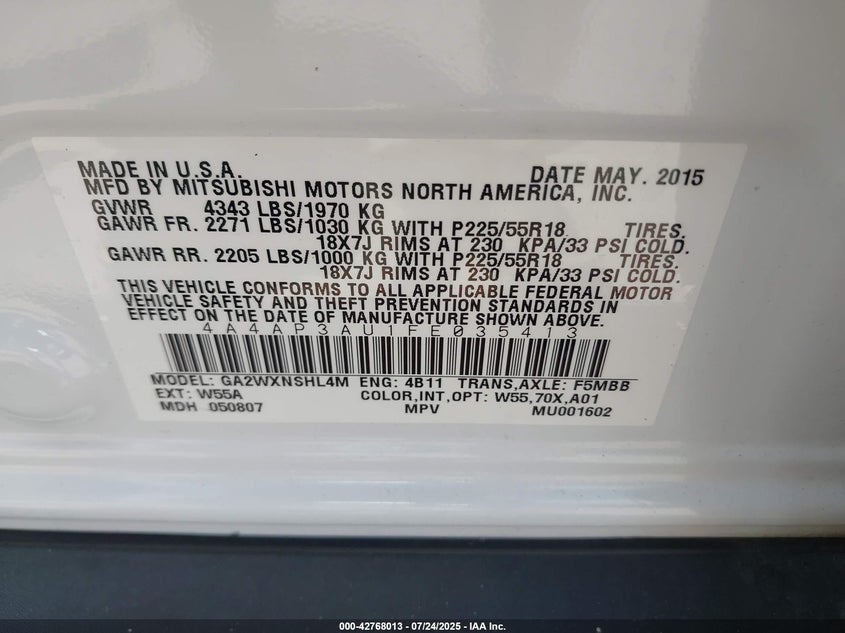 MADE IN U.S.A. DATE MAY. 2015
MFD BY MITSUBISHI MOTORS NORTH AMERICA, INC.
GVWR 4343 LBS/1970 KG
GAWR FR. 2271 LBS/1030 KG WITH P225/55R18 TIRES.
18X7J RIMS AT 230 KPA/33 PSI COLD.
GAWR RR. 2205 LBS/1000 KG WITH P225/55R18 TIRES.
18X7J RIMS AT 230 KPA/33 PSI COLD.
THIS VEHICLE CONFORMS TO ALL APPLICABLE FEDERAL MOTOR
VEHICLE SAFETY AND THEFT PREVENTION STANDARDS IN
EFFECT ON THE DATE OF MANUFACTURE SHOWN ABOVE.
4A4AP3AU1FE035413
MODEL: GA2WXNSHL4M ENG: 4B11 TRANS,AXLE: F5MBB
EXT: W55A COLOR,INT,OPT: W55,70X,A01
MDH 050807 MPV MU001602
000-42768013 - 07/24/2025 - IAA Inc.